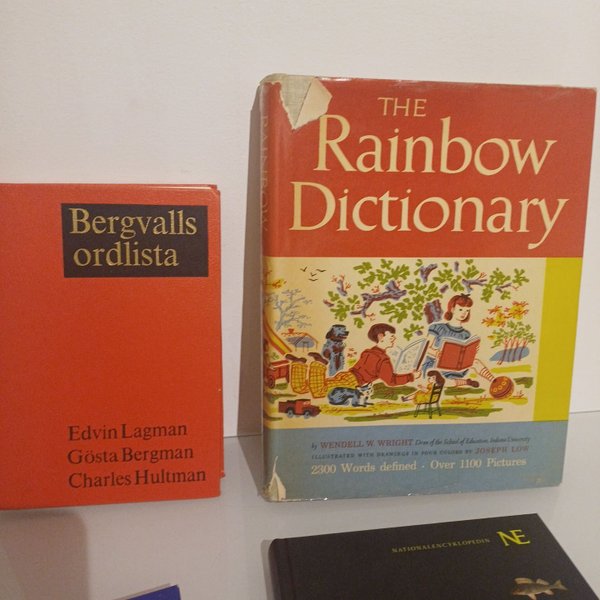 Bergvalls
ordlista
Edvin Lagman
Gösta Bergman
Charles Hultman
RAINBOW
THE
Rainbow
Dictionary
by WENDELL W. WRIGHT, Dean of the School of Education, Indiana University
ILLUSTRATED WITH DRAWINGS IN FOUR COLORS BY JOSEPH LOW
2300 Words defined · Over 1100 Pictures
NATIONALENCYKLOPEDIN NE